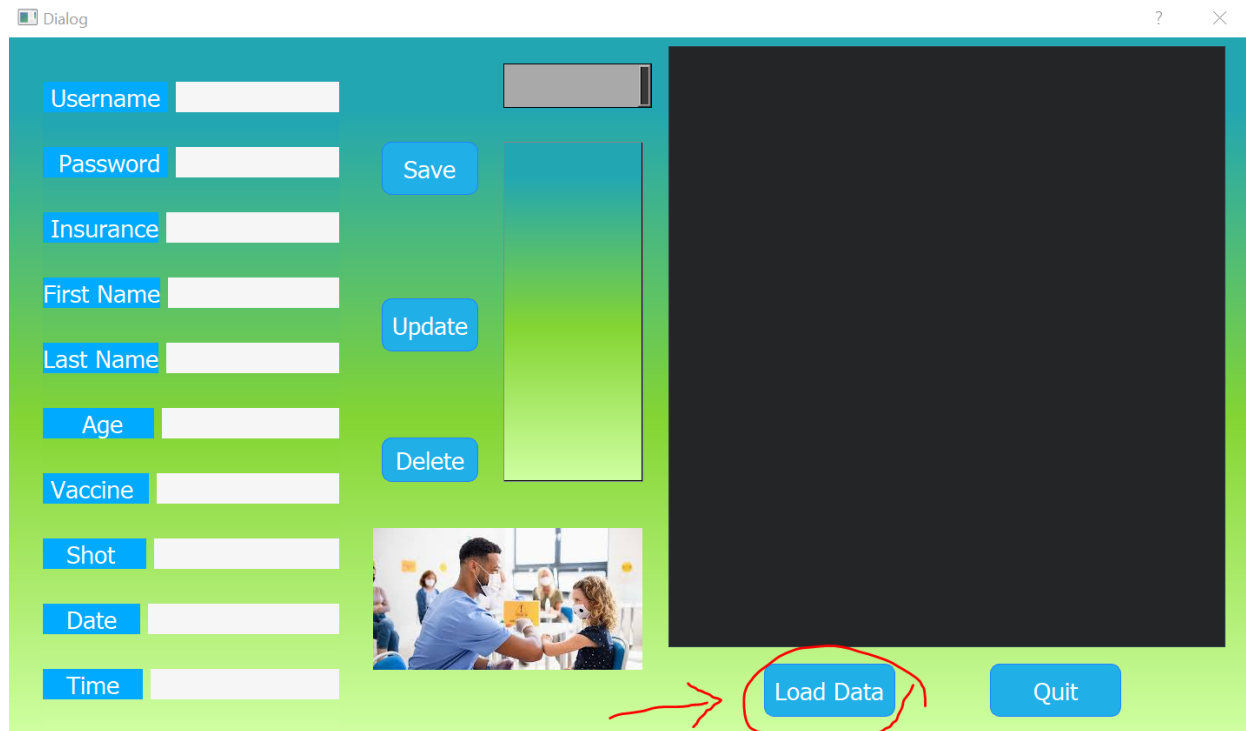 Dialog
?
Username
Password
Insurance
First Name
Last Name
Age
Vaccine
Shot
Date
Time
Save
Update
Delete
Load Data
Quit